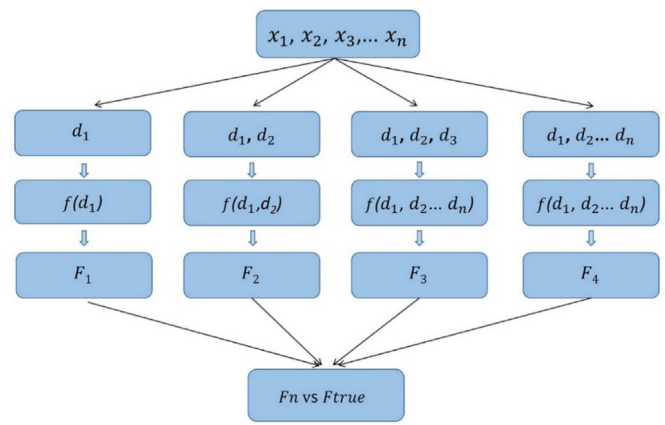 x₁, x₂, x₃,... xₙ
d₁
d₁, d₂
d₁, d₂, d₃
d₁, d₂... dₙ
f(d₁)
f(d₁,d₂)
f(d₁, d₂... dₙ)
f(d₁, d₂... dₙ)
F₁
F₂
F₃
F₄
Fn vs Ftrue